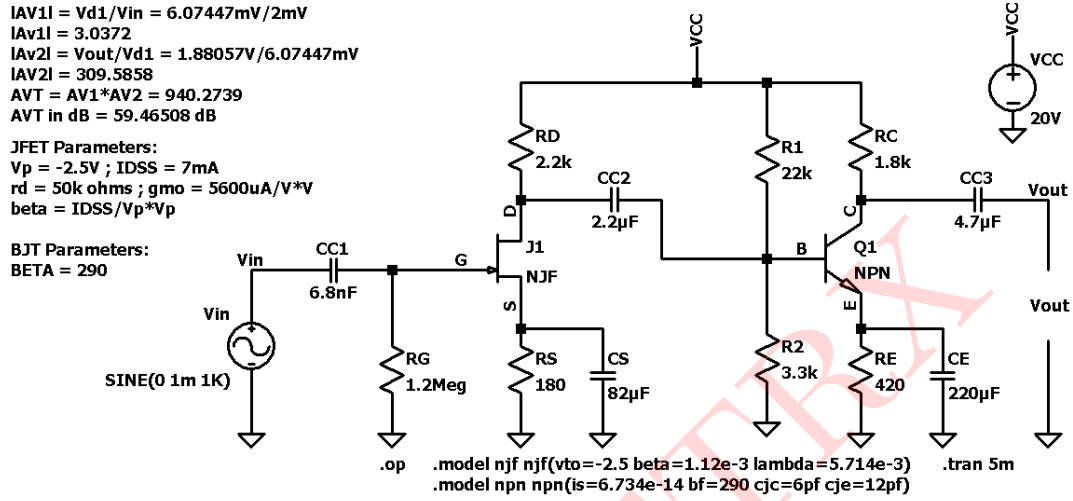 |AV1| = Vd1/Vin = 6.07447mV/2mV
|Av1| = 3.0372
|Av2| = Vout/Vd1 = 1.88057V/6.07447mV
|AV2| = 309.5858
AVT = AV1*AV2 = 940.2739
AVT in dB = 59.46508 dB
JFET Parameters:
Vp = -2.5V ; IDSS = 7mA
rd = 50k ohms ; gmo = 5600uA/V*V
beta = IDSS/Vp*Vp
BJT Parameters:
BETA = 290
VCC
VCC
VCC
20V
RD
2.2k
R1
22k
RC
1.8k
CC2
2.2µF
CC3
4.7µF
Vout
D
C
J1
NJF
B
Q1
NPN
Vin
CC1
6.8nF
G
S
E
Vout
Vin
SINE(0 1m 1K)
RG
1.2Meg
RS
180
CS
82µF
R2
3.3k
RE
420
CE
220µF
.op
.model njf njf(vto=-2.5 beta=1.12e-3 lambda=5.714e-3)
.tran 5m
.model npn npn(is=6.734e-14 bf=290 cjc=6pf cje=12pf)